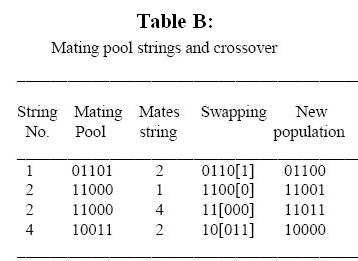 Table B:
Mating pool strings and crossover
String Mating Mates Swapping New
No. Pool string population
1 01101 2 0110[1] 01100
2 11000 1 1100[0] 11001
2 11000 4 11[000] 11011
4 10011 2 10[011] 10000